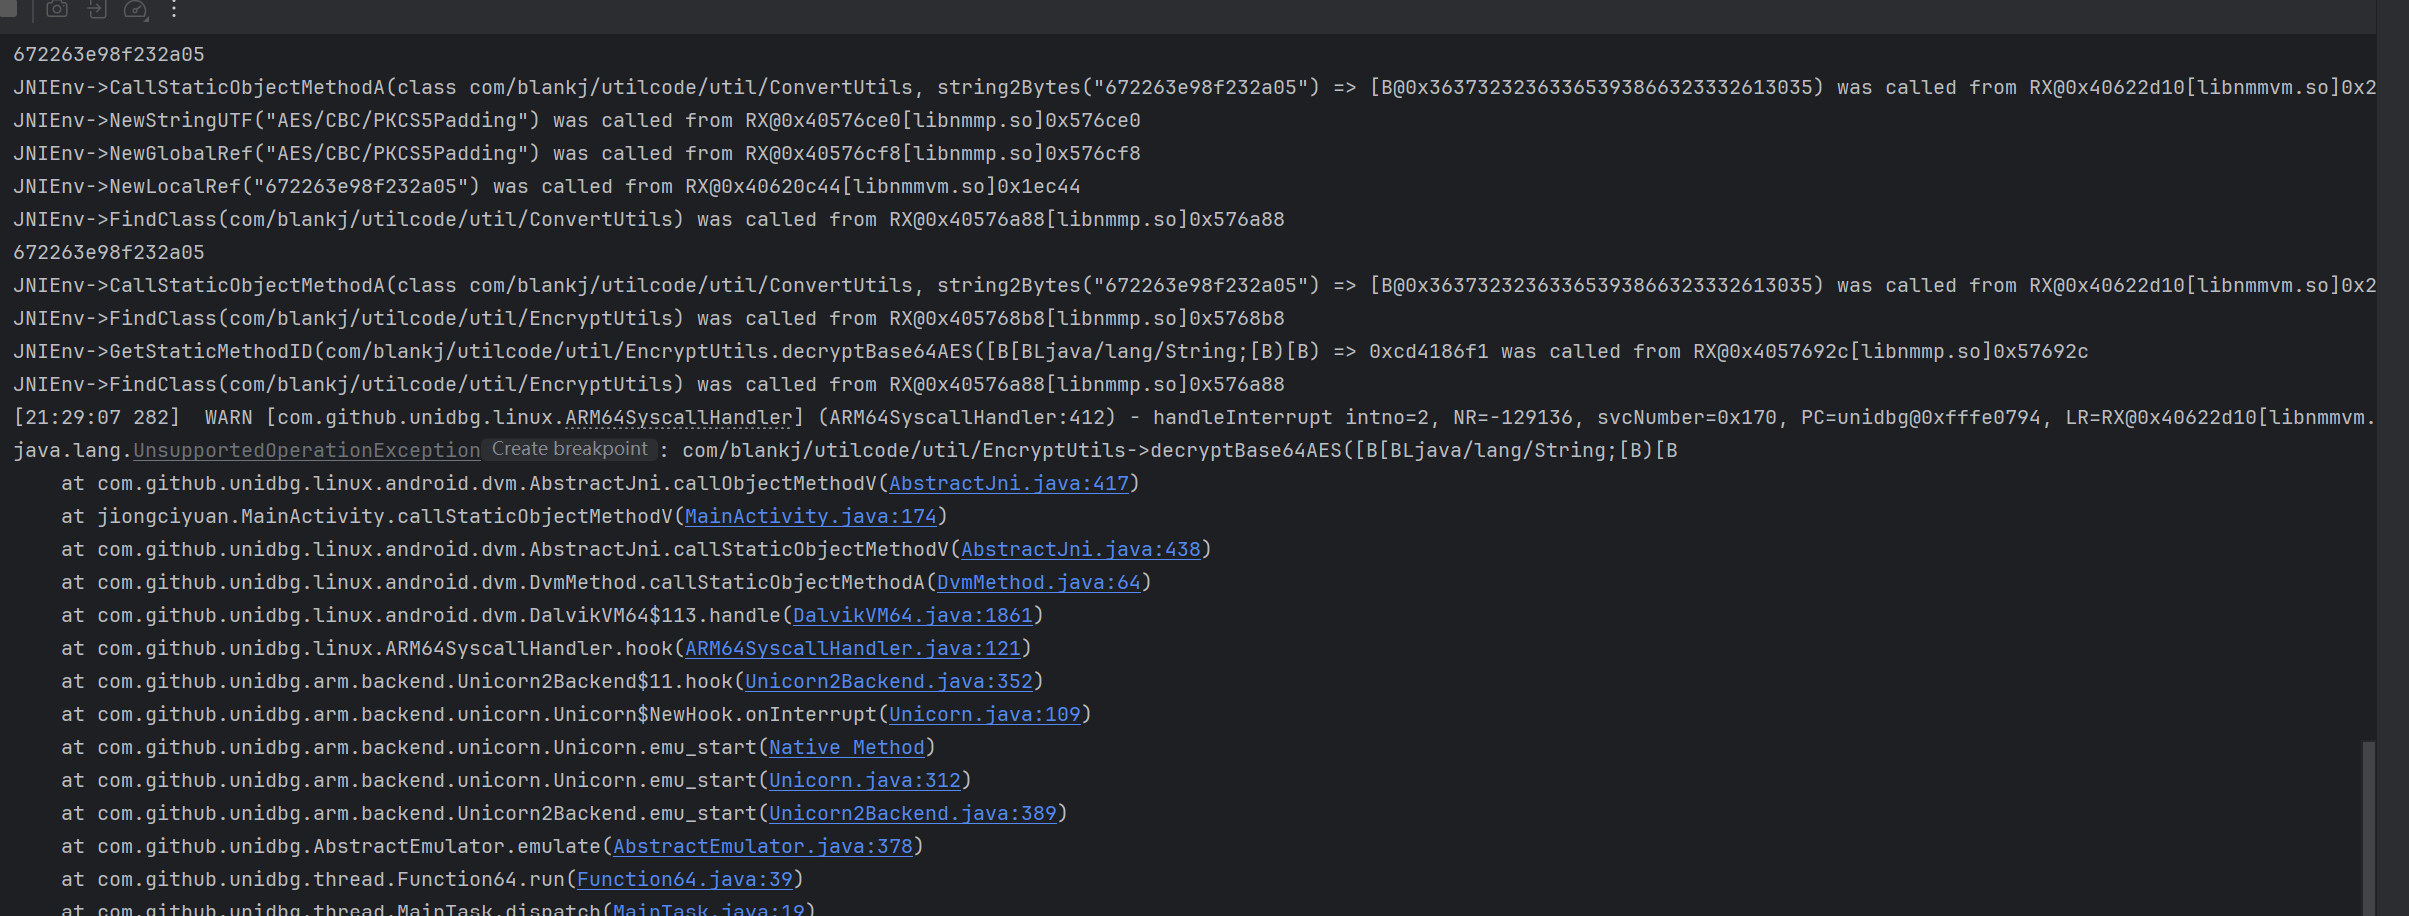 672263e98f232a05
JNIEnv->CallStaticObjectMethodA(class com/blankj/utilcode/util/ConvertUtils, string2Bytes("672263e98f232a05") => [B@0x36373232363365393866323332613035) was called from RX@0x40622d10[libnmmvm.so]0x2
JNIEnv->NewStringUTF("AES/CBC/PKCS5Padding") was called from RX@0x40576ce0[libnmmp.so]0x576ce0
JNIEnv->NewGlobalRef("AES/CBC/PKCS5Padding") was called from RX@0x40576cf8[libnmmp.so]0x576cf8
JNIEnv->NewLocalRef("672263e98f232a05") was called from RX@0x40620c44[libnmmvm.so]0x1ec44
JNIEnv->FindClass(com/blankj/utilcode/util/ConvertUtils) was called from RX@0x40576a88[libnmmp.so]0x576a88
672263e98f232a05
JNIEnv->CallStaticObjectMethodA(class com/blankj/utilcode/util/ConvertUtils, string2Bytes("672263e98f232a05") => [B@0x36373232363365393866323332613035) was called from RX@0x40622d10[libnmmvm.so]0x2
JNIEnv->FindClass(com/blankj/utilcode/util/EncryptUtils) was called from RX@0x405768b8[libnmmp.so]0x5768b8
JNIEnv->GetStaticMethodID(com/blankj/utilcode/util/EncryptUtils.decryptBase64AES([B[BLjava/lang/String;[B)[B) => 0xcd4186f1 was called from RX@0x4057692c[libnmmp.so]0x57692c
JNIEnv->FindClass(com/blankj/utilcode/util/EncryptUtils) was called from RX@0x40576a88[libnmmp.so]0x576a88
[21:29:07 282]  WARN [com.github.unidbg.linux.ARM64SyscallHandler] (ARM64SyscallHandler:412) - handleInterrupt intno=2, NR=-129136, svcNumber=0x170, PC=unidbg@0xfffe0794, LR=RX@0x40622d10[libnmmvm.
java.lang.UnsupportedOperationException Create breakpoint : com/blankj/utilcode/util/EncryptUtils->decryptBase64AES([B[BLjava/lang/String;[B)[B
at com.github.unidbg.linux.android.dvm.AbstractJni.callObjectMethodV(AbstractJni.java:417)
at jiongciyuan.MainActivity.callStaticObjectMethodV(MainActivity.java:174)
at com.github.unidbg.linux.android.dvm.AbstractJni.callStaticObjectMethodV(AbstractJni.java:438)
at com.github.unidbg.linux.android.dvm.DvmMethod.callStaticObjectMethodA(DvmMethod.java:64)
at com.github.unidbg.linux.android.dvm.DalvikVM64$113.handle(DalvikVM64.java:1861)
at com.github.unidbg.linux.ARM64SyscallHandler.hook(ARM64SyscallHandler.java:121)
at com.github.unidbg.arm.backend.Unicorn2Backend$11.hook(Unicorn2Backend.java:352)
at com.github.unidbg.arm.backend.unicorn.Unicorn$NewHook.onInterrupt(Unicorn.java:109)
at com.github.unidbg.arm.backend.unicorn.Unicorn.emu_start(Native Method)
at com.github.unidbg.arm.backend.unicorn.Unicorn.emu_start(Unicorn.java:312)
at com.github.unidbg.arm.backend.Unicorn2Backend.emu_start(Unicorn2Backend.java:389)
at com.github.unidbg.AbstractEmulator.emulate(AbstractEmulator.java:378)
at com.github.unidbg.thread.Function64.run(Function64.java:39)
at com.github.unidbg.thread.MainTask.dispatch(MainTask.java:19)